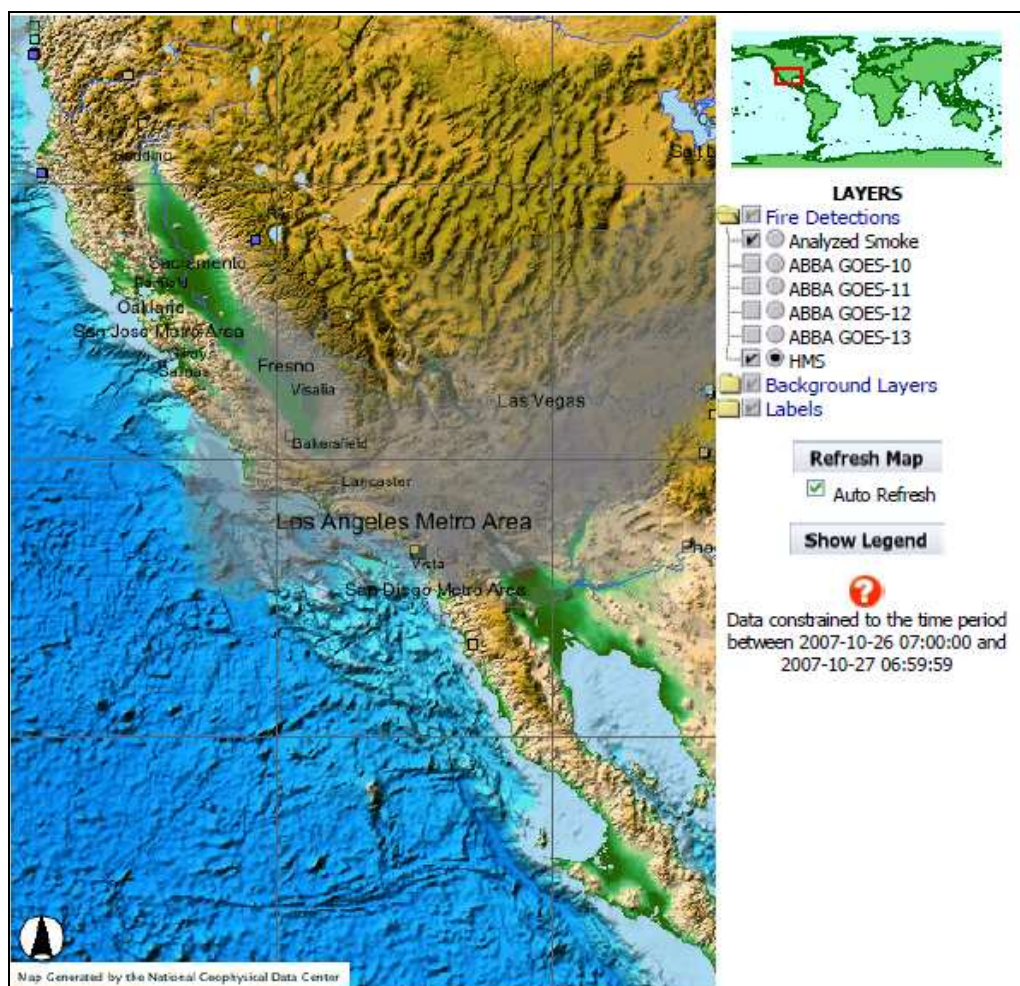 Redding
Sacramento
Oakland
San Jose Metro Area
Salinas
Fresno
Visalia
Las Vegas
Bakersfield
Lancaster
Los Angeles Metro Area
Vista
San Diego Metro Area
Map Generated by the National Geophysical Data Center
LAYERS
Fire Detections
Analyzed Smoke
ABBA GOES-10
ABBA GOES-11
ABBA GOES-12
ABBA GOES-13
HMS
Background Layers
Labels
Refresh Map
Auto Refresh
Show Legend
?
Data constrained to the time period
between 2007-10-26 07:00:00 and
2007-10-27 06:59:59